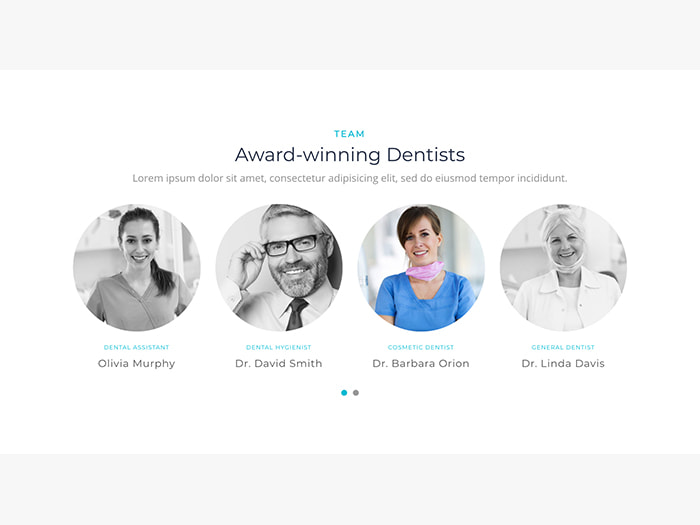 TEAM
Award-winning Dentists
Lorem ipsum dolor sit amet, consectetur adipisicing elit, sed do eiusmod tempor incididunt.
DENTAL ASSISTANT
Olivia Murphy
DENTAL HYGIENIST
Dr. David Smith
COSMETIC DENTIST
Dr. Barbara Orion
GENERAL DENTIST
Dr. Linda Davis